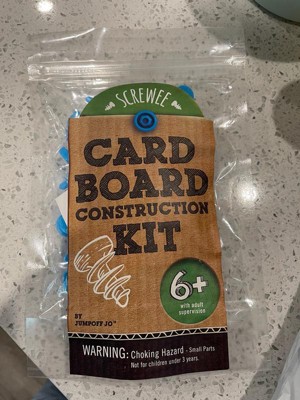 SCREWEE
CARD
BOARD
CONSTRUCTION
KIT
6+
with adult
supervision
BY
JUMPOFF JO™
WARNING: Choking Hazard - Small Parts
Not for children under 3 years.